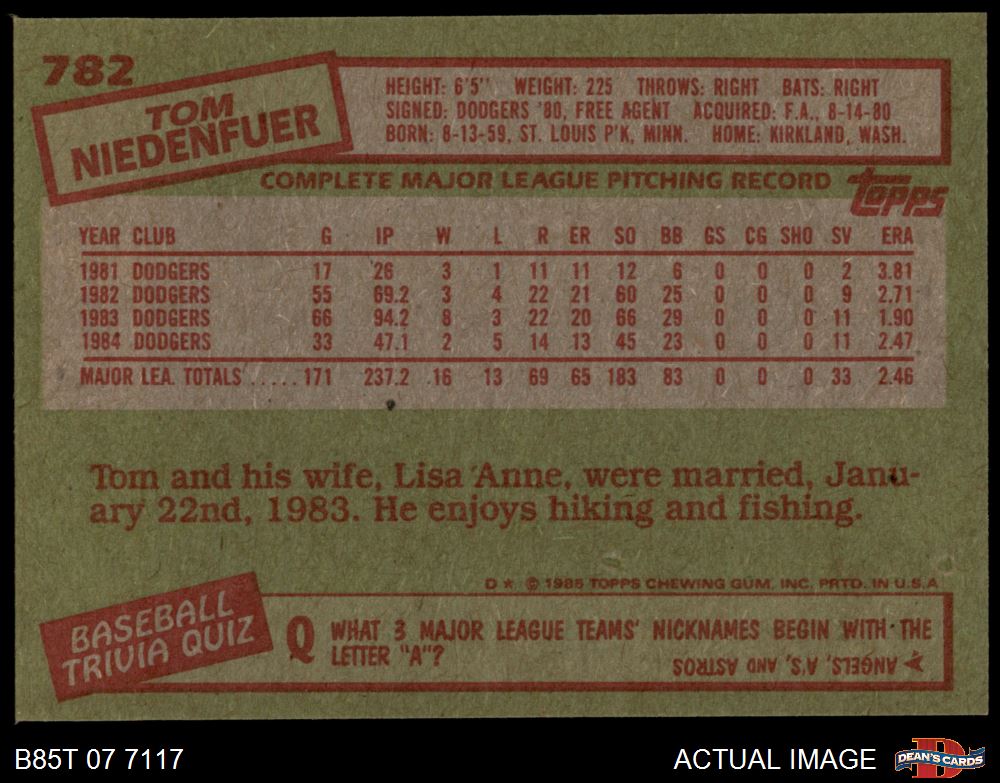 782
TOM
NIEDENFUER
HEIGHT: 6'5" WEIGHT: 225 THROWS: RIGHT BATS: RIGHT
SIGNED: DODGERS '80, FREE AGENT ACQUIRED: F.A., 8-14-80
BORN: 8-13-59, ST. LOUIS P'K, MINN. HOME: KIRKLAND, WASH.
COMPLETE MAJOR LEAGUE PITCHING RECORD
topps
YEAR CLUB G IP W L R ER SO BB GS CG SHO SV ERA
1981 DODGERS 17 26 3 1 11 11 12 6 0 0 0 2 3.81
1982 DODGERS 55 69.2 3 4 22 21 60 25 0 0 0 9 2.71
1983 DODGERS 66 94.2 8 3 22 20 66 29 0 0 0 11 1.90
1984 DODGERS 33 47.1 2 5 14 13 45 23 0 0 0 11 2.47
MAJOR LEA. TOTALS ..... 171 237.2 16 13 69 65 183 83 0 0 0 33 2.46
Tom and his wife, Lisa Anne, were married, Janu-
ary 22nd, 1983. He enjoys hiking and fishing.
D * © 1985 TOPPS CHEWING GUM, INC. PRTD. IN U.S.A
BASEBALL
TRIVIA QUIZ
Q WHAT 3 MAJOR LEAGUE TEAMS' NICKNAMES BEGIN WITH THE
LETTER "A"?
ANGELS, A'S, AND ASTROS
B85T 07 7117
ACTUAL IMAGE
D
DEAN'S CARDS